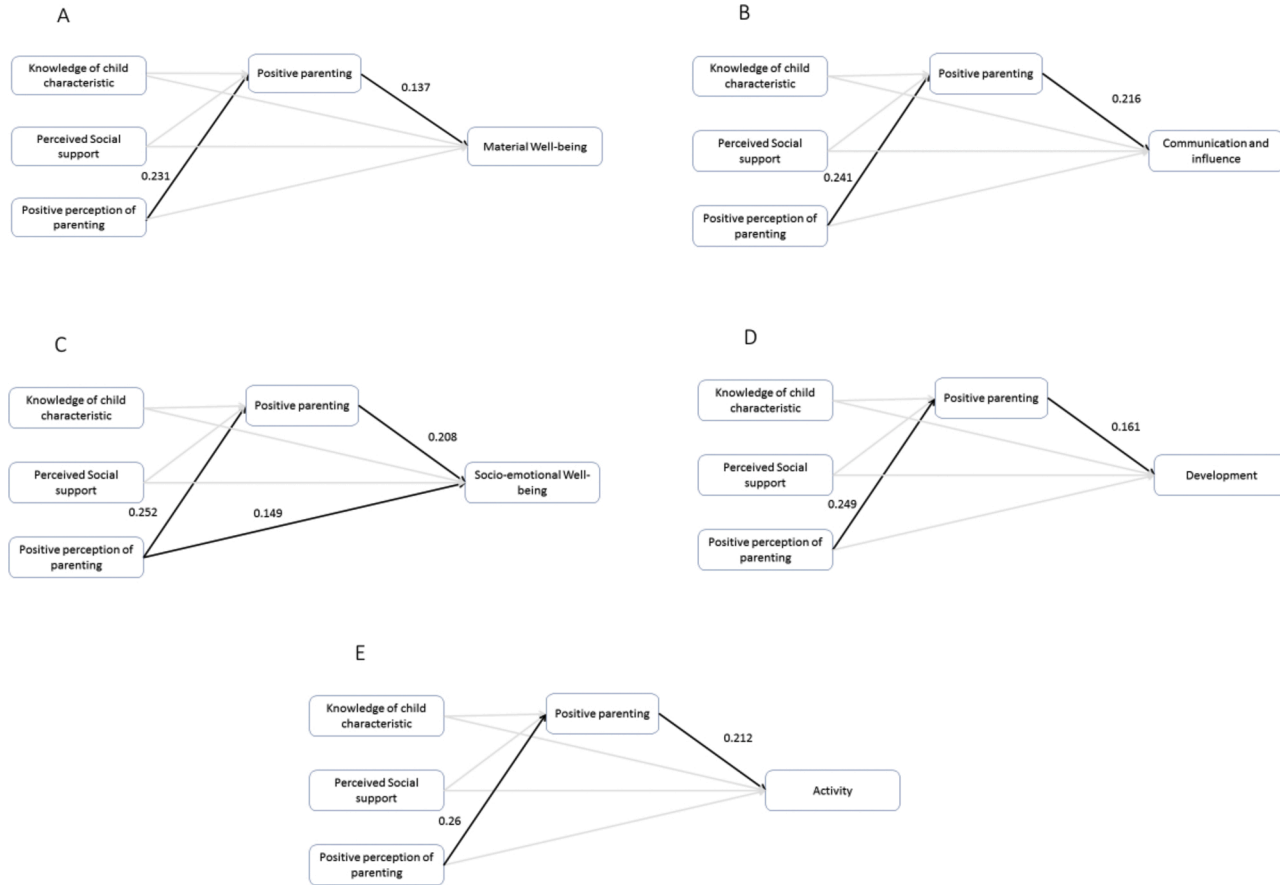 A
Knowledge of child
characteristic
Positive parenting
0.137
Perceived Social
support
Material Well-being
0.231
Positive perception of
parenting
B
Knowledge of child
characteristic
Positive parenting
0.216
Perceived Social
support
Communication and
influence
0.241
Positive perception of
parenting
C
Knowledge of child
characteristic
Positive parenting
0.208
Perceived Social
support
Socio-emotional Well-
being
0.252
0.149
Positive perception of
parenting
D
Knowledge of child
characteristic
Positive parenting
0.161
Perceived Social
support
Development
0.249
Positive perception of
parenting
E
Knowledge of child
characteristic
Positive parenting
0.212
Perceived Social
support
Activity
0.26
Positive perception of
parenting